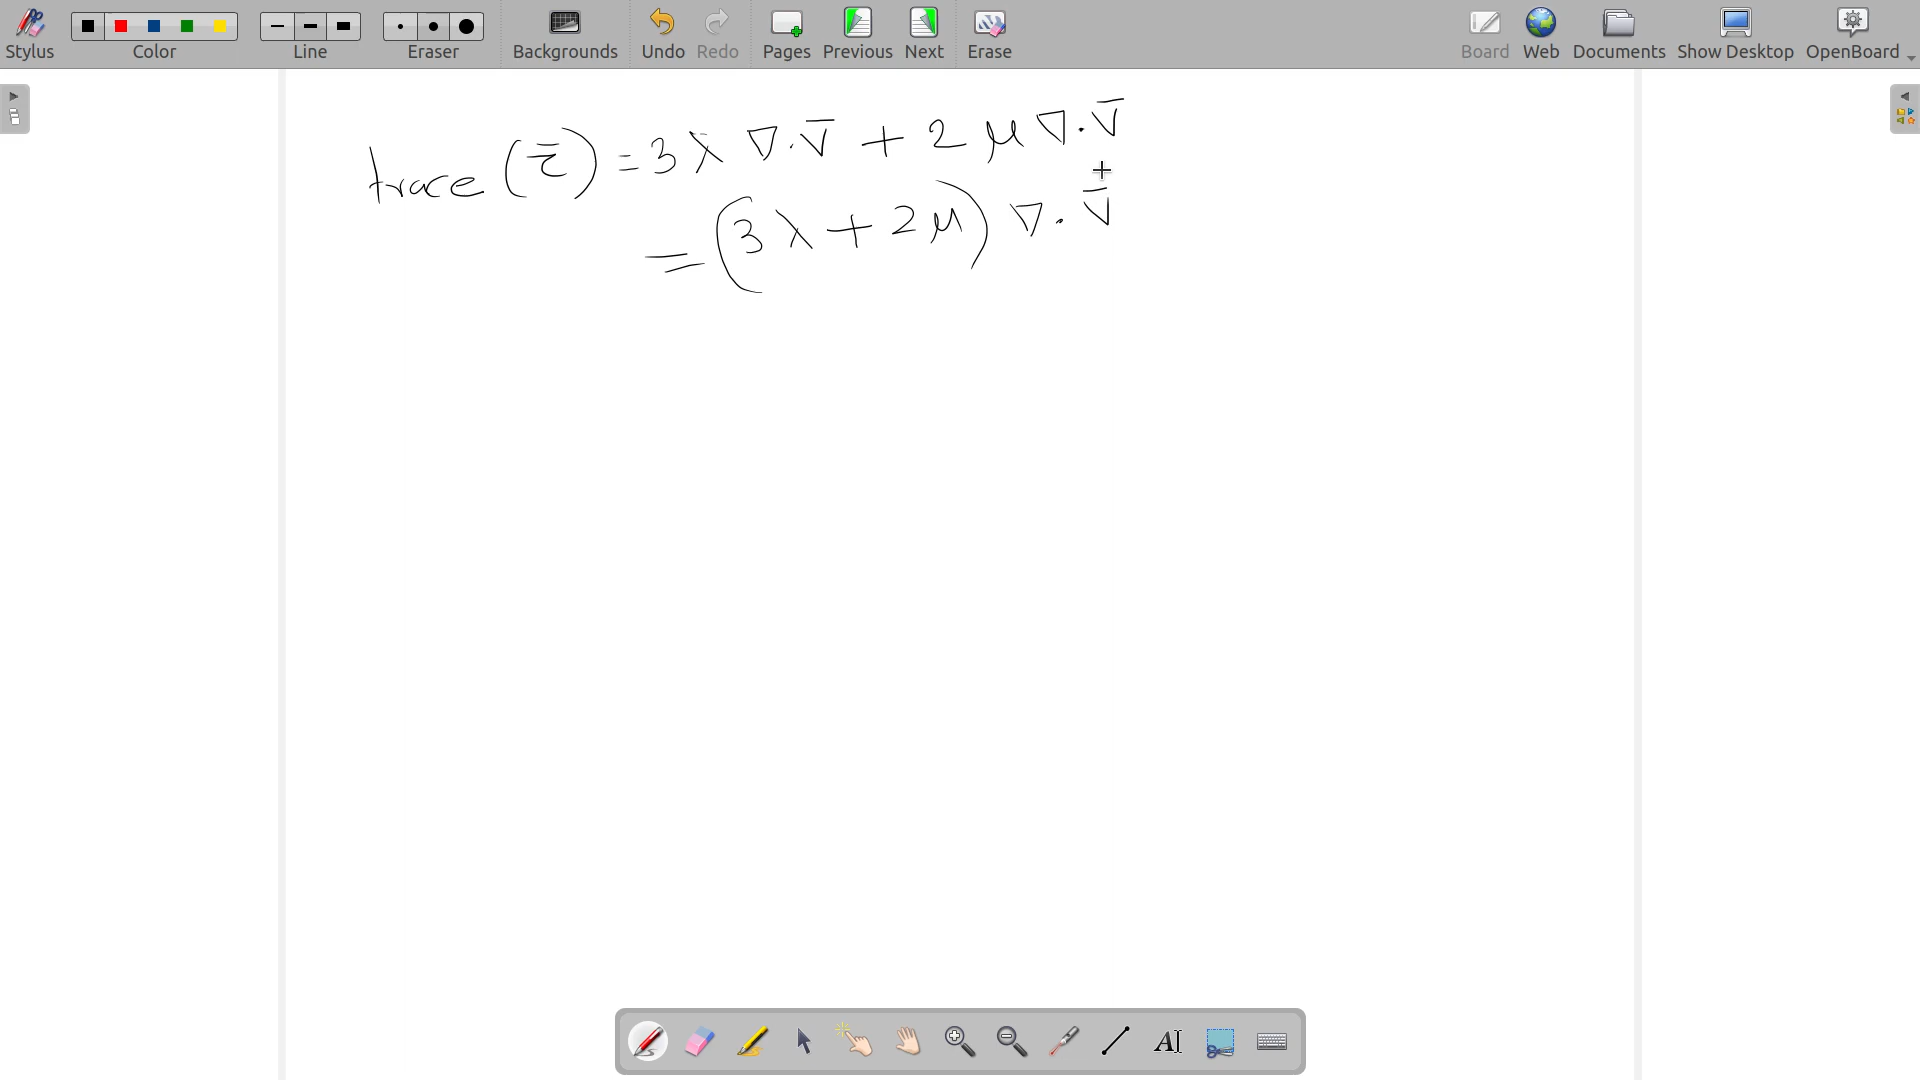 Stylus Color Line Eraser Backgrounds Undo Redo Pages Previous Next Erase Board Web Documents Show Desktop OpenBoard
trace (τ̄) = 3λ ∇.V̄ + 2μ∇.V̄
= (3λ + 2μ) ∇.V̄